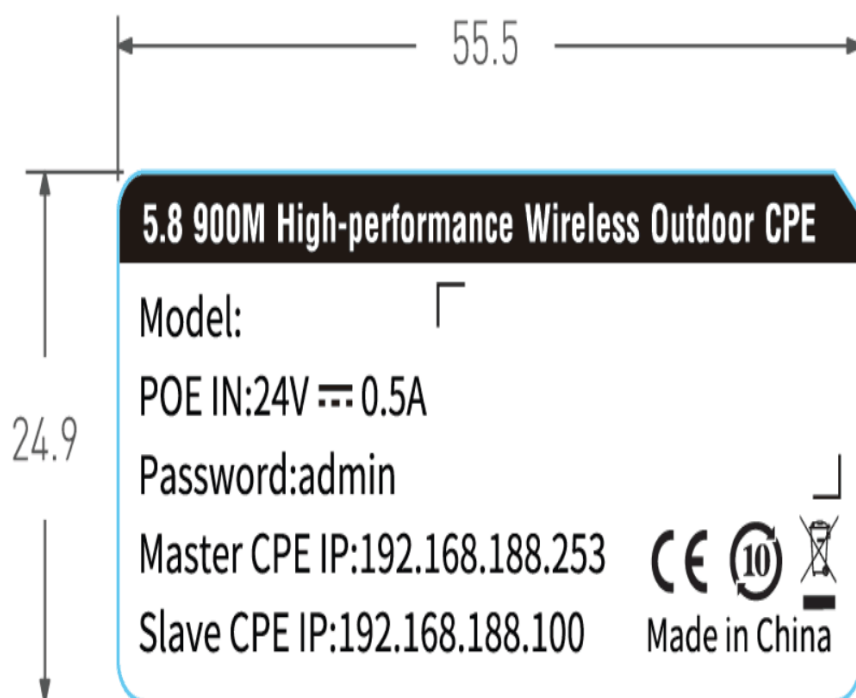 55.5
5.8 900M High-performance Wireless Outdoor CPE
Model:
POE IN:24V ⎓ 0.5A
24.9
Password:admin
Master CPE IP:192.168.188.253
CE 10
Slave CPE IP:192.168.188.100
Made in China